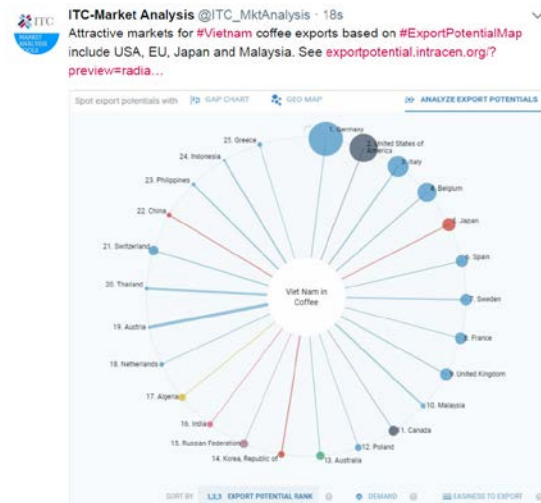 ITC
MARKET
ANALYSIS
TOOLS
ITC-Market Analysis @ITC_MktAnalysis · 18s
Attractive markets for #Vietnam coffee exports based on #ExportPotentialMap
include USA, EU, Japan and Malaysia. See exportpotential.intracen.org/?
preview=radia…
Spot export potentials with GAP CHART GEO MAP ANALYZE EXPORT POTENTIALS
1. Germany
2. United States of
America
3. Italy
4. Belgium
5. Japan
6. Spain
7. Sweden
8. France
9. United Kingdom
10. Malaysia
11. Canada
12. Poland
13. Australia
14. Korea, Republic of
15. Russian Federation
16. India
17. Algeria
18. Netherlands
19. Austria
20. Thailand
21. Switzerland
22. China
23. Philippines
24. Indonesia
25. Greece
Viet Nam in
Coffee
SORT BY 1,2,3 EXPORT POTENTIAL RANK DEMAND EASINESS TO EXPORT